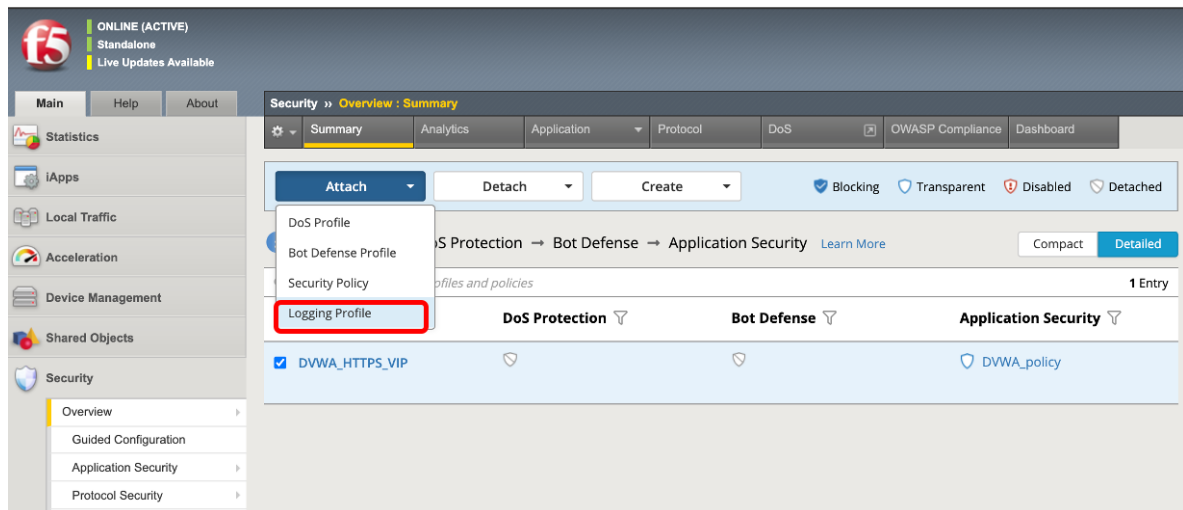 f5
ONLINE (ACTIVE)
Standalone
Live Updates Available
Main Help About
Security » Overview : Summary
Summary Analytics Application Protocol DoS OWASP Compliance Dashboard
Statistics
iApps
Local Traffic
Acceleration
Device Management
Shared Objects
Security
Overview
Guided Configuration
Application Security
Protocol Security
Attach Detach Create Blocking Transparent Disabled Detached
DoS Profile
Bot Defense Profile
Security Policy
Logging Profile
S Protection → Bot Defense → Application Security Learn More Compact Detailed
ofiles and policies 1 Entry
DoS Protection Bot Defense Application Security
DVWA_HTTPS_VIP DVWA_policy